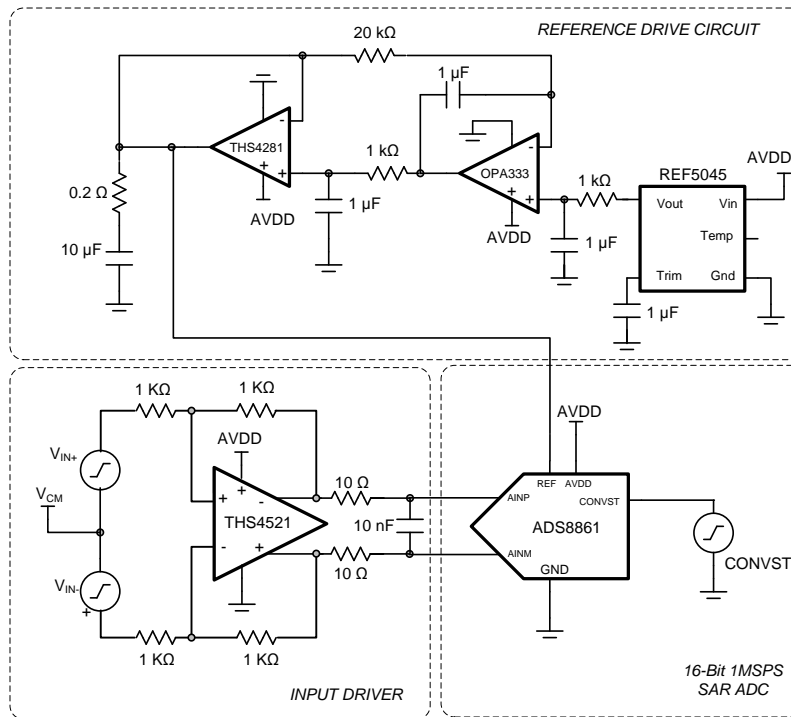 REFERENCE DRIVE CIRCUIT
20 kΩ
1 µF
-
THS4281
+
+
AVDD
1 kΩ
1 µF
-
OPA333
+
+
AVDD
1 kΩ
1 µF
REF5045
AVDD
Vout
Vin
Temp
Trim
Gnd
1 µF
0.2 Ω
10 µF
1 KΩ
1 KΩ
VIN+
VCM
VIN-
+
AVDD
+
+
-
THS4521
-
+
1 KΩ
1 KΩ
10 Ω
10 nF
10 Ω
INPUT DRIVER
AVDD
REF
AVDD
CONVST
AINP
ADS8861
AINM
GND
CONVST
16-Bit 1MSPS
SAR ADC